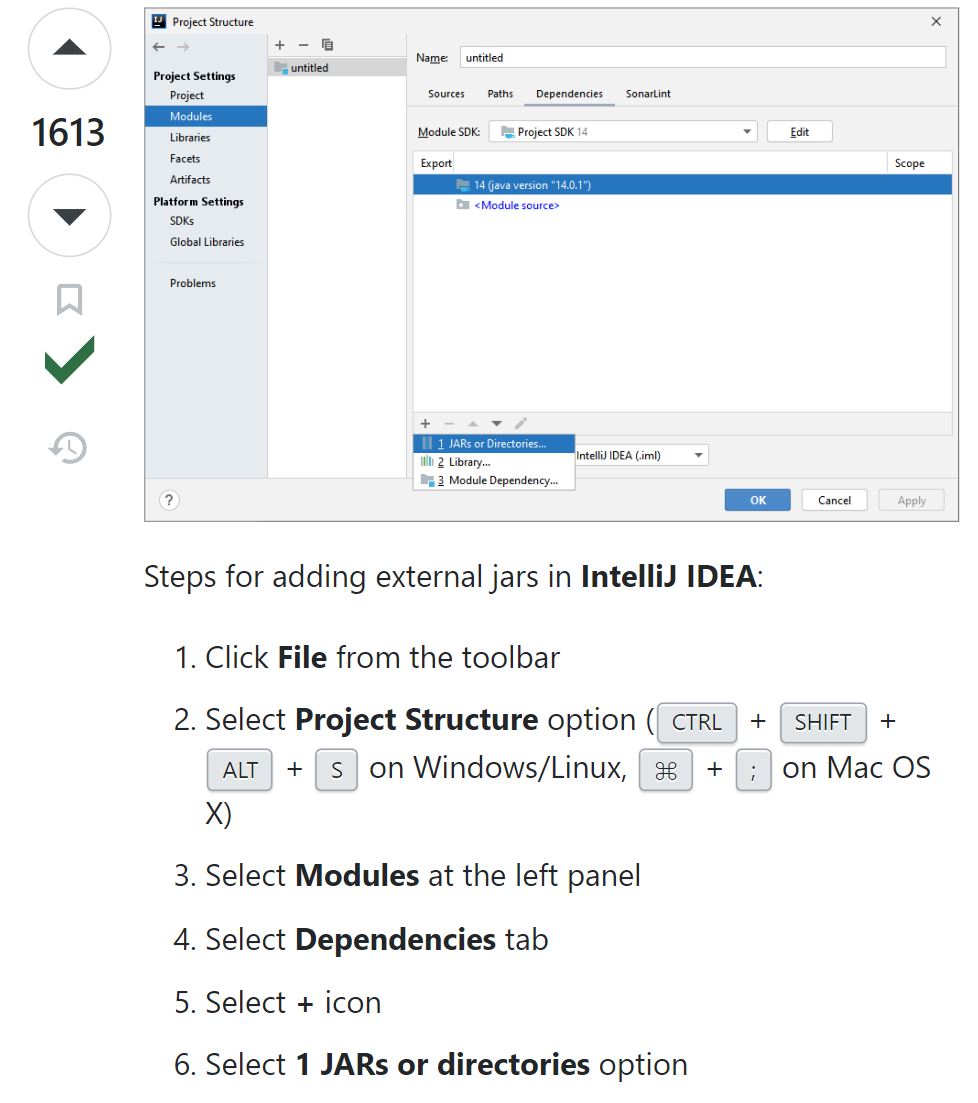 Project Structure
Project Settings
Project
Modules
Libraries
Facets
Artifacts
Platform Settings
SDKs
Global Libraries
Problems
untitled
Name: untitled
Sources Paths Dependencies SonarLint
Module SDK: Project SDK 14 Edit
Export Scope
14 (java version "14.0.1")
<Module source>
1 JARs or Directories...
2 Library...
3 Module Dependency...
IntelliJ IDEA (.iml)
? OK Cancel Apply
1613
Steps for adding external jars in IntelliJ IDEA:
1. Click File from the toolbar
2. Select Project Structure option ( CTRL + SHIFT +
ALT + S on Windows/Linux, ⌘ + ; on Mac OS
X)
3. Select Modules at the left panel
4. Select Dependencies tab
5. Select + icon
6. Select 1 JARs or directories option